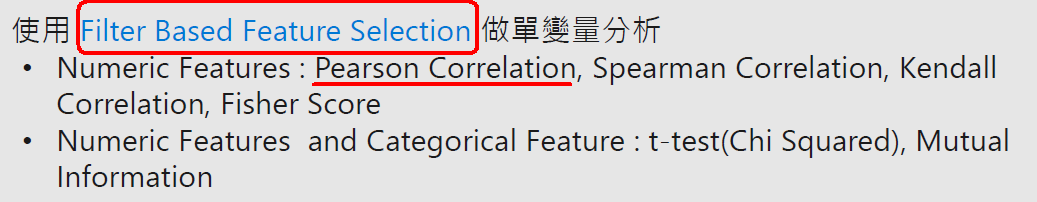 使用 Filter Based Feature Selection 做單變量分析
• Numeric Features : Pearson Correlation, Spearman Correlation, Kendall
Correlation, Fisher Score
• Numeric Features  and Categorical Feature : t-test(Chi Squared), Mutual
Information